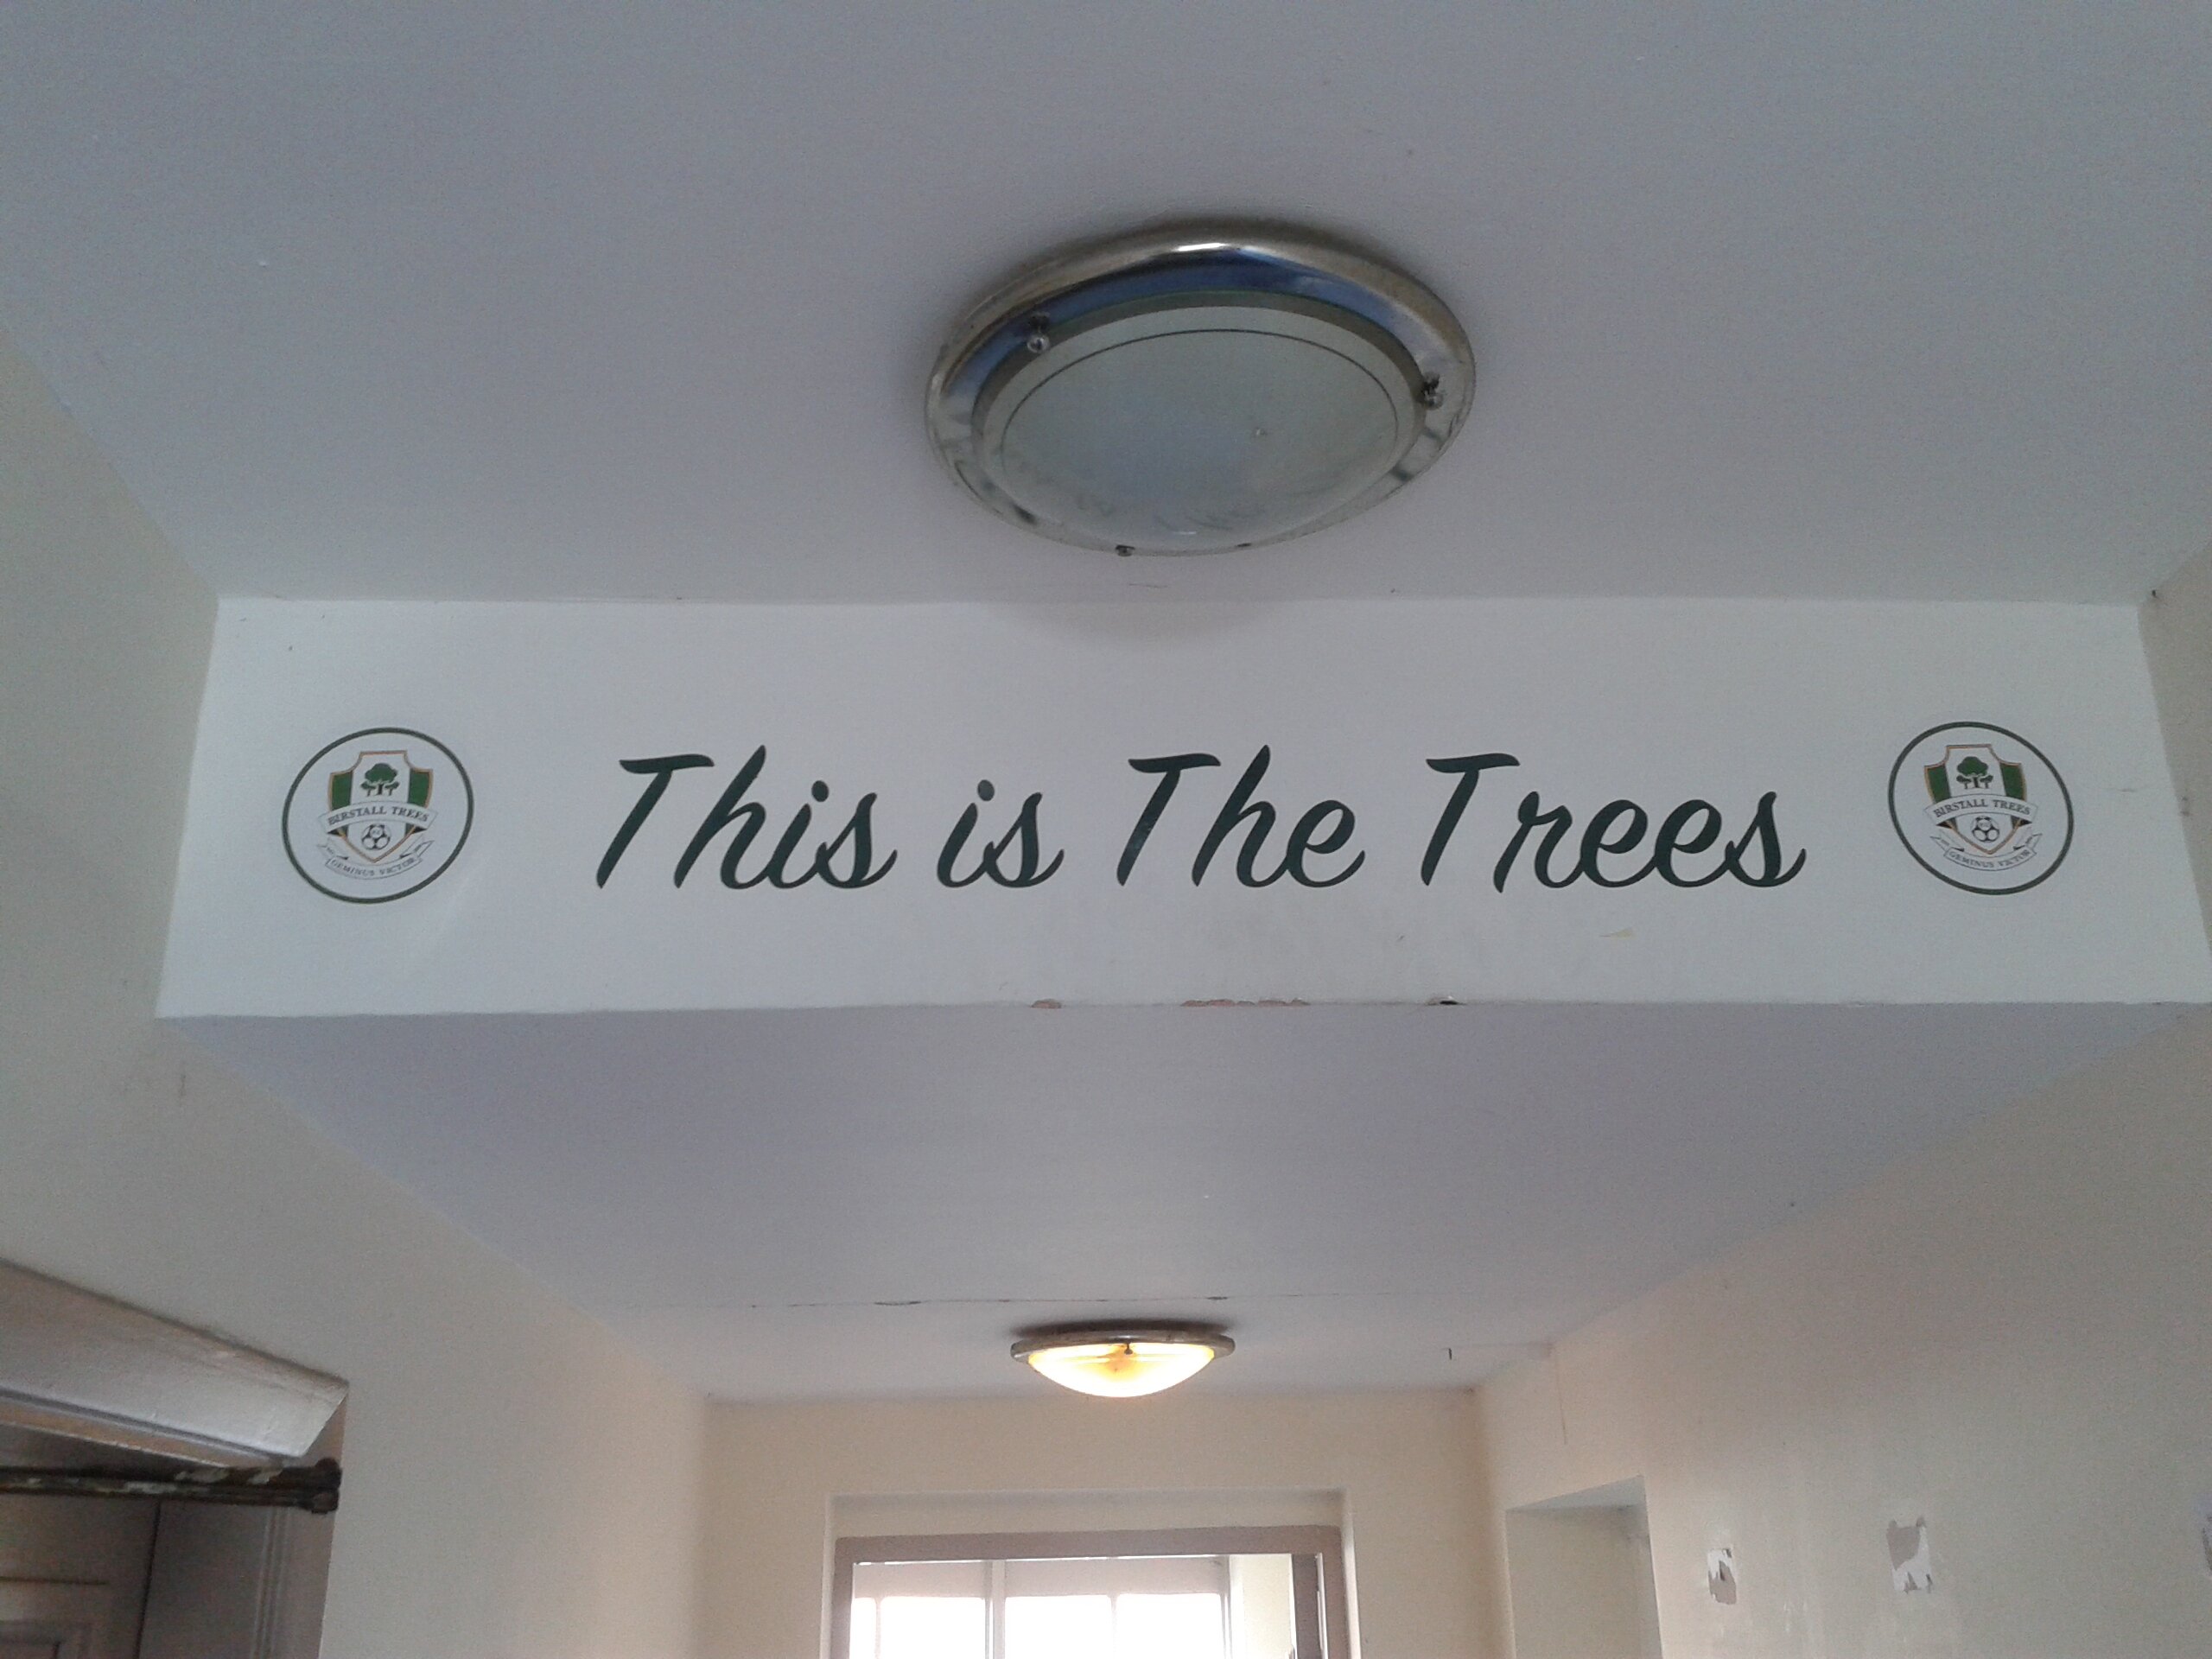 This is The Trees
BIRSTALL TREES
GEMINUS VICTOR
BIRSTALL TREES
GEMINUS VICTOR